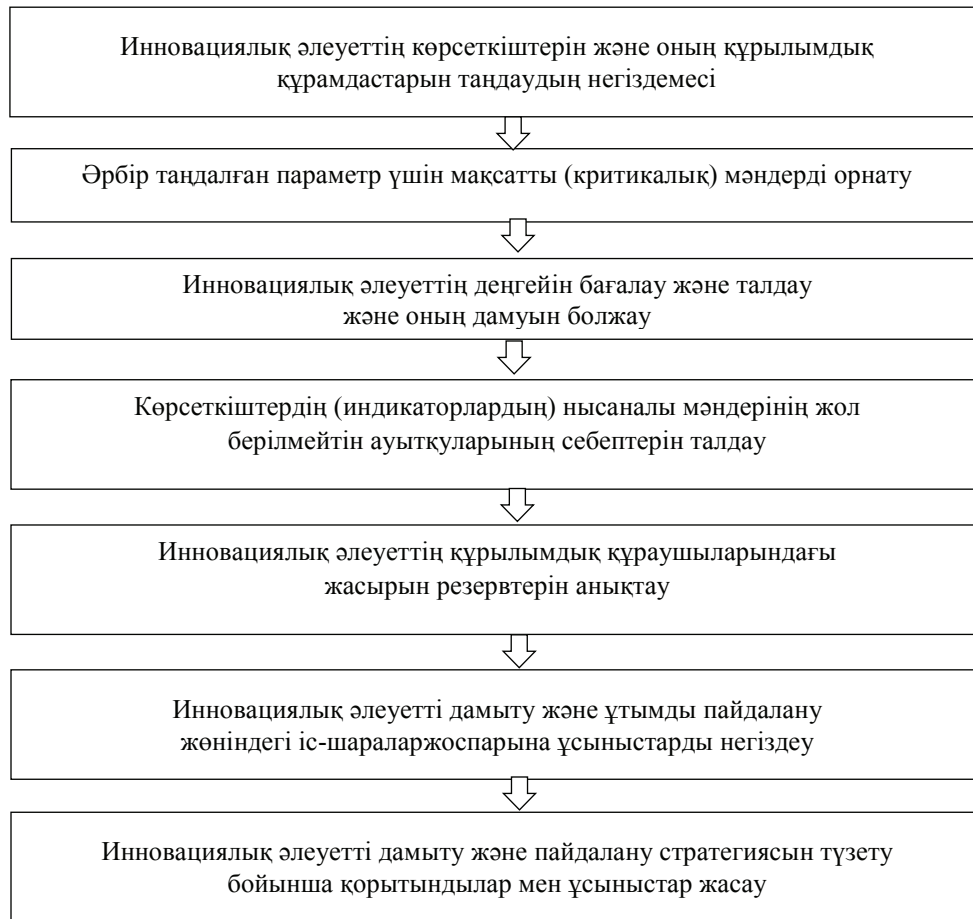 Инновациялық әлеуеттің көрсеткіштерін және оның құрылымдық
құрамдастарын таңдаудың негіздемесі
Әрбір таңдалған параметр үшін мақсатты (критикалық) мәндерді орнату
Инновациялық әлеуеттің деңгейін бағалау және талдау
және оның дамуын болжау
Көрсеткіштердің (индикаторлардың) нысаналы мәндерінің жол
берілмейтін ауытқуларының себептерін талдау
Инновациялық әлеуеттің құрылымдық құраушыларындағы
жасырын резервтерін анықтау
Инновациялық әлеуетті дамыту және ұтымды пайдалану
жөніндегі іс-шараларжоспарына ұсыныстарды негіздеу
Инновациялық әлеуетті дамыту және пайдалану стратегиясын түзету
бойынша қорытындылар мен ұсыныстар жасау